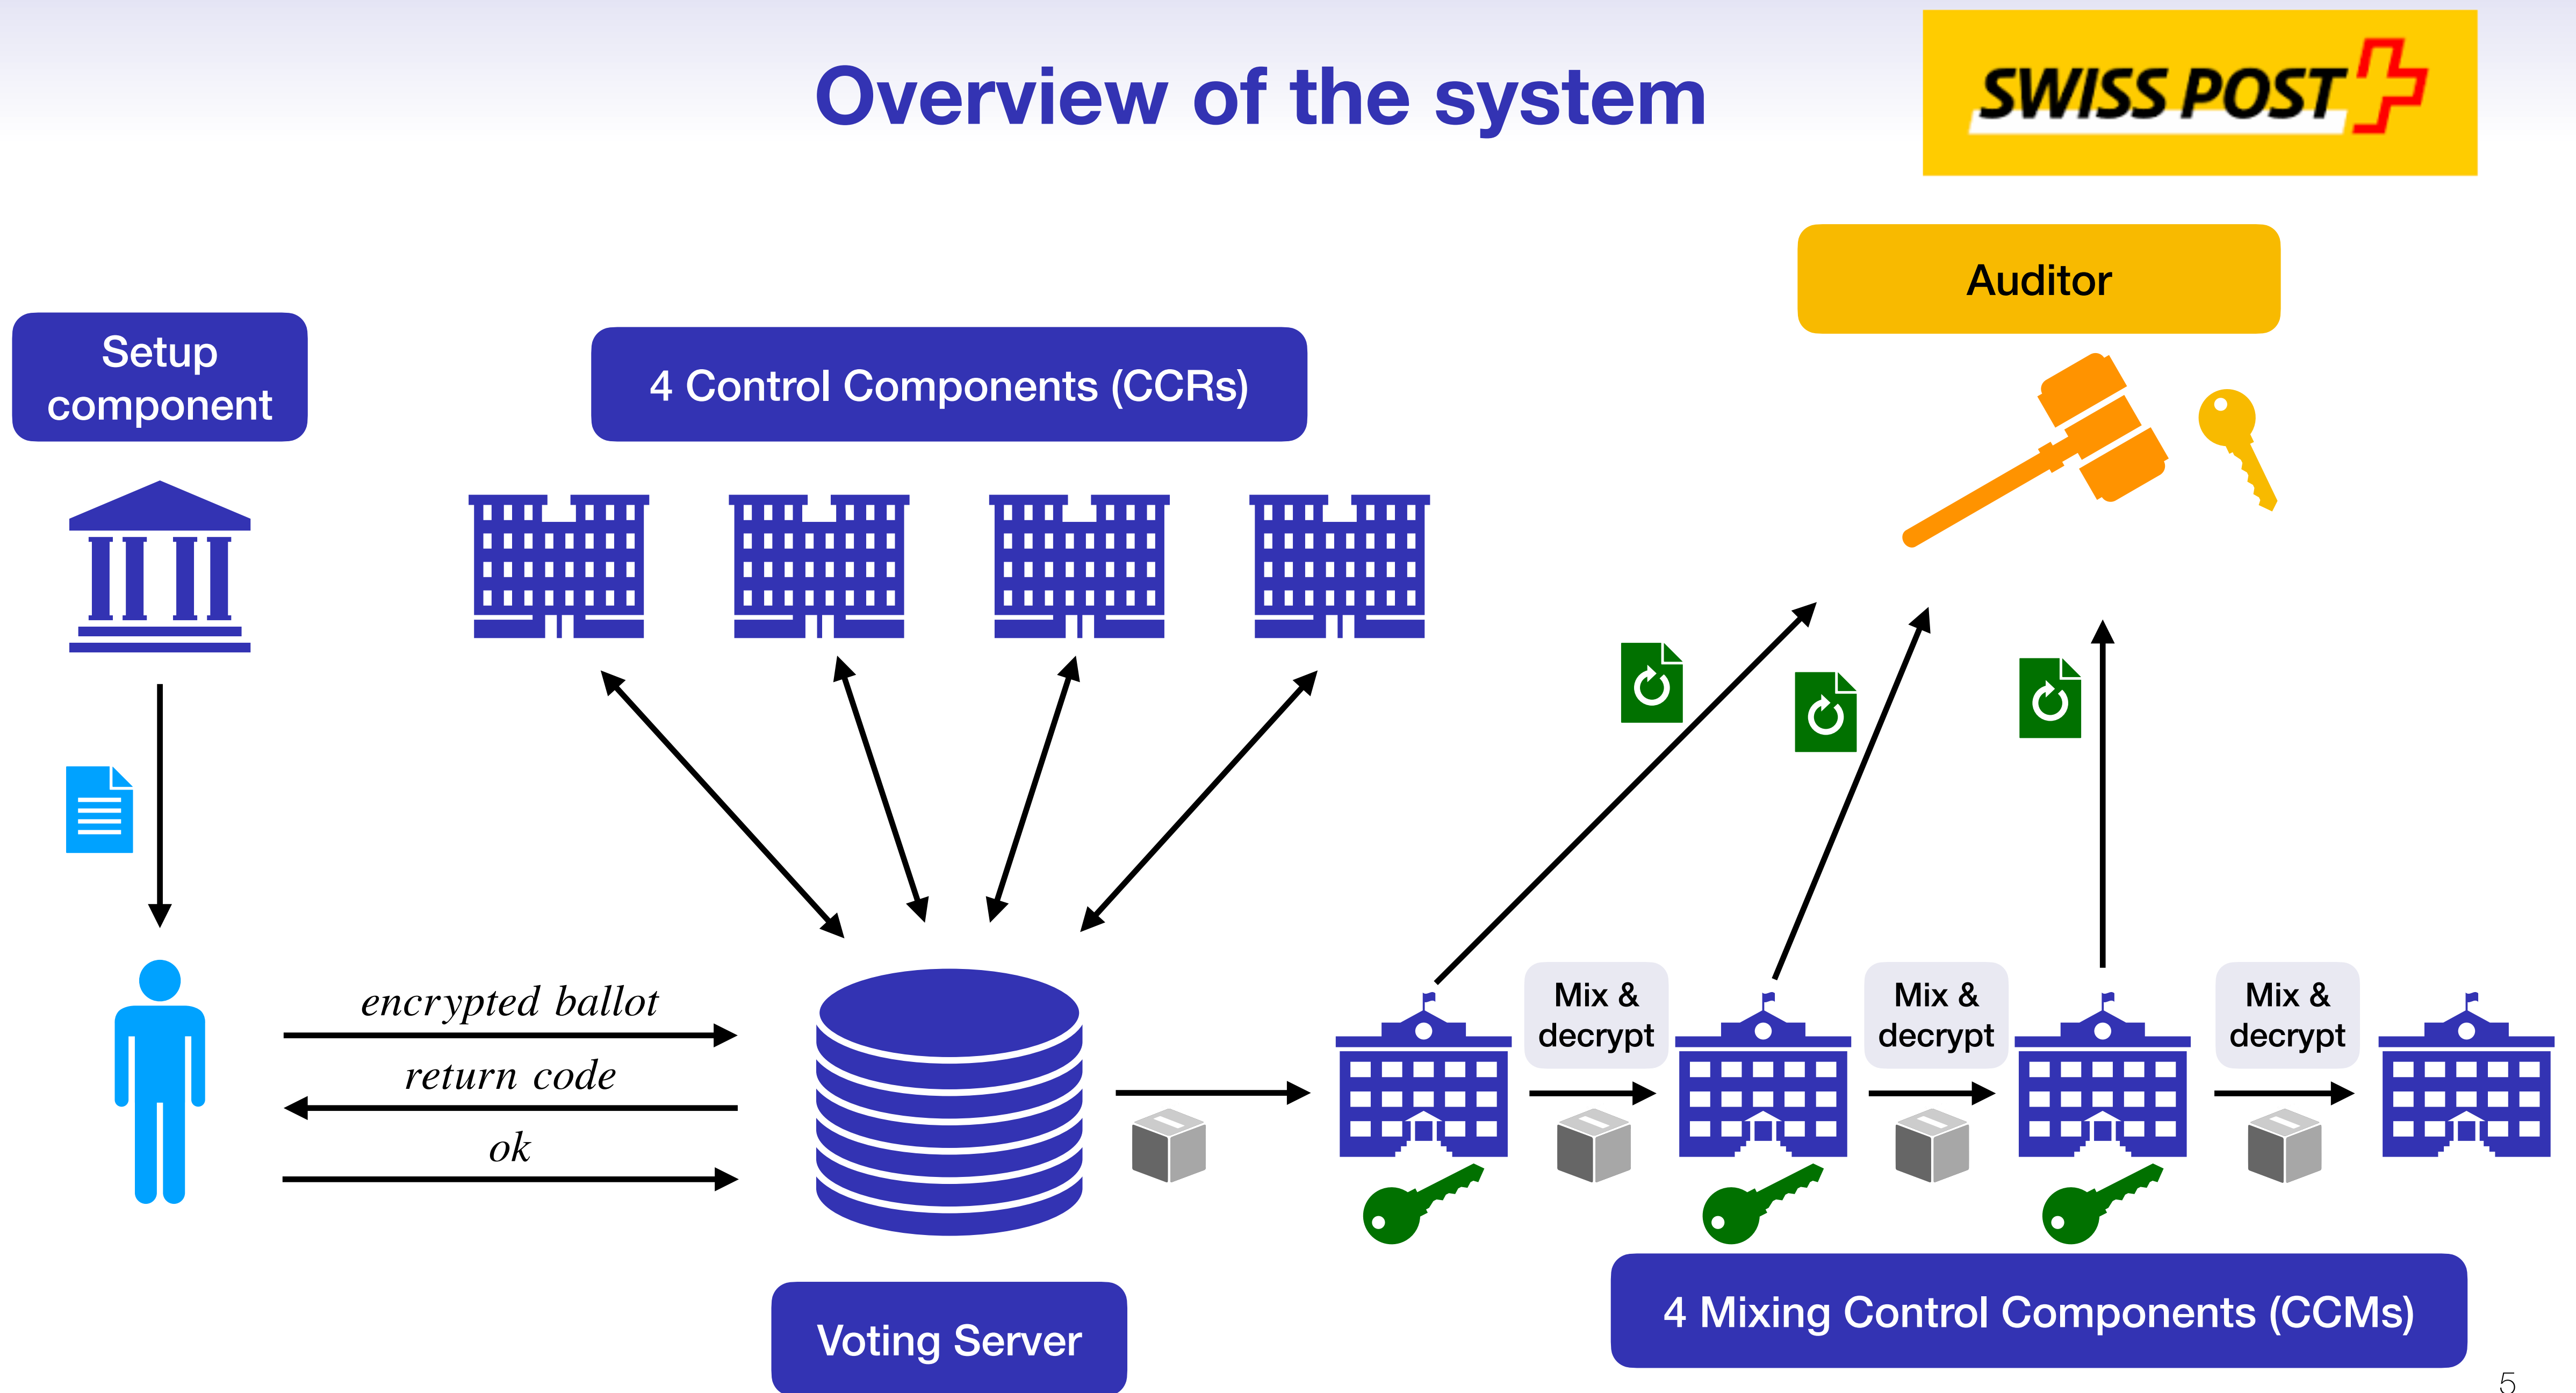 Overview of the system
SWISS POST
Auditor
Setup
component
4 Control Components (CCRs)
encrypted ballot
return code
ok
Mix &
decrypt
Mix &
decrypt
Mix &
decrypt
Voting Server
4 Mixing Control Components (CCMs)
5